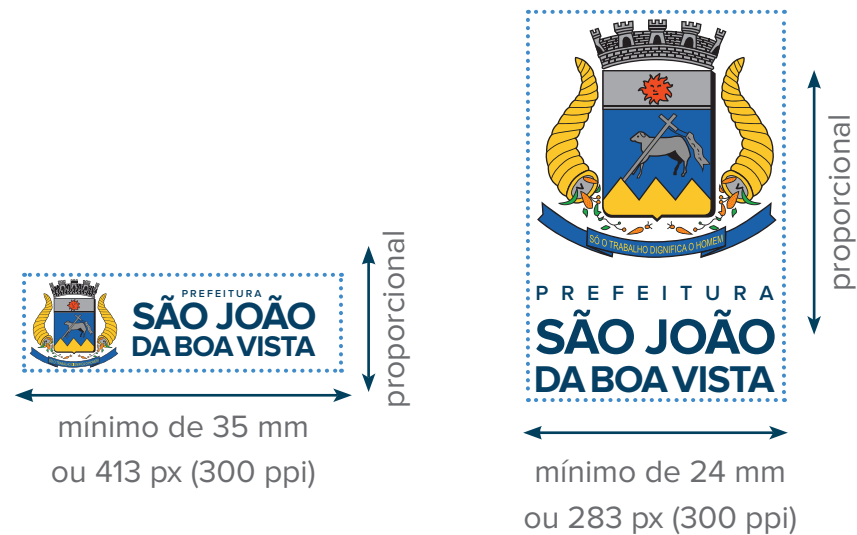 PREFEITURA
SÃO JOÃO
DA BOA VISTA
proporcional
mínimo de 35 mm
ou 413 px (300 ppi)
SÓ O TRABALHO DIGNIFICA O HOMEM
PREFEITURA
SÃO JOÃO
DA BOA VISTA
proporcional
mínimo de 24 mm
ou 283 px (300 ppi)